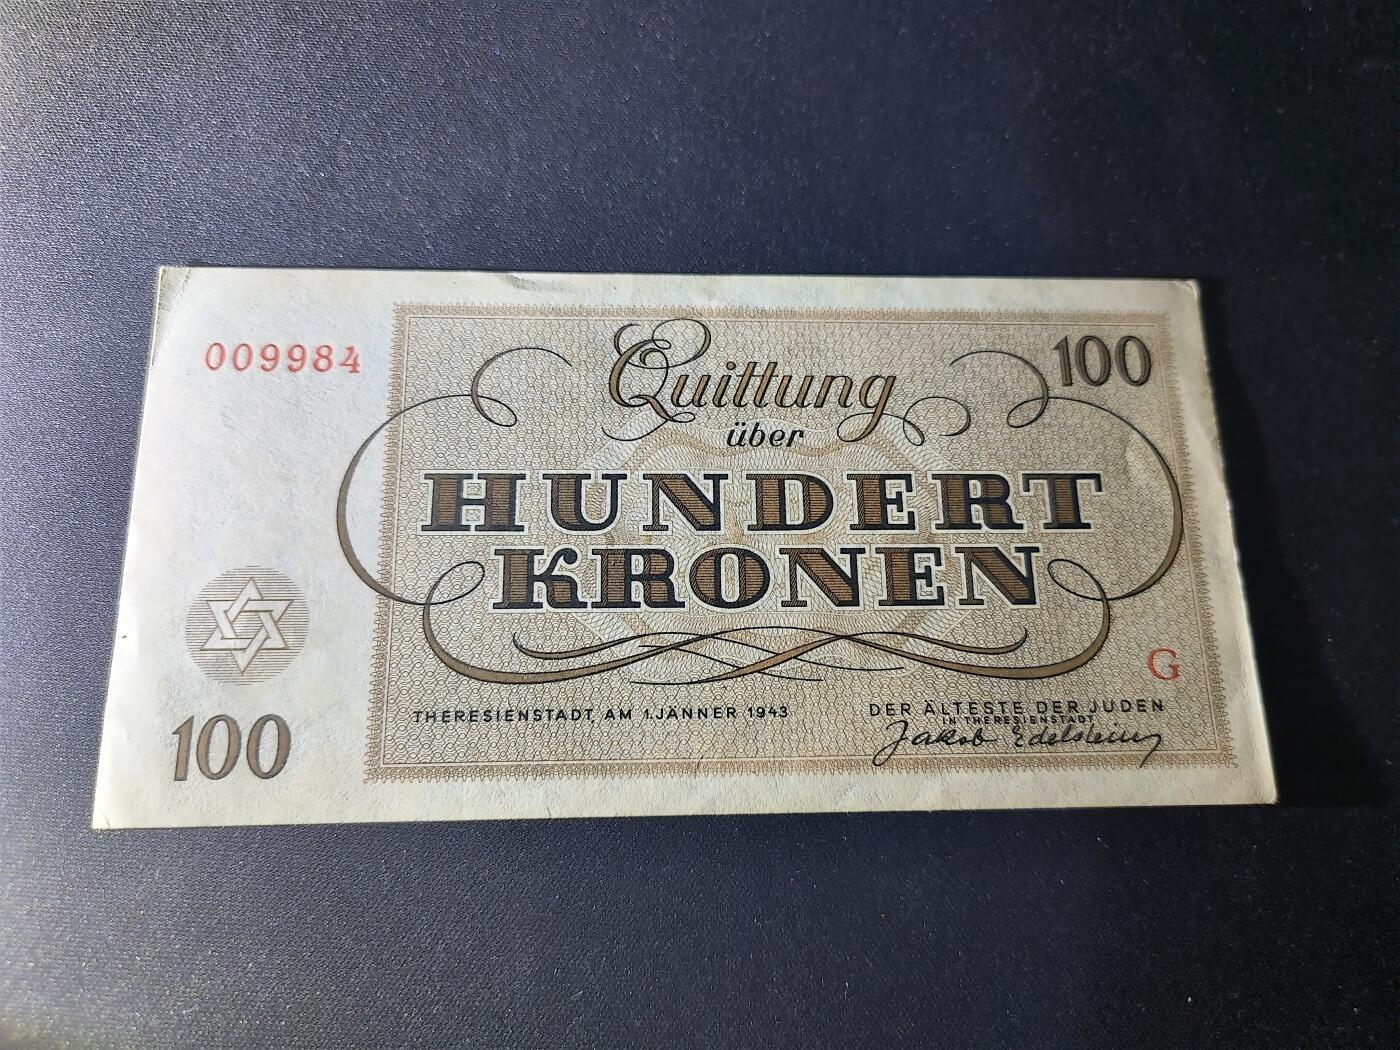 009984
100
Quittung
über
HUNDERT
KRONEN
G
THERESIENSTADT, AM 1. JÄNNER 1943
DER ÄLTESTE DER JUDEN
IN THERESIENSTADT
Jakob Edelstein
100